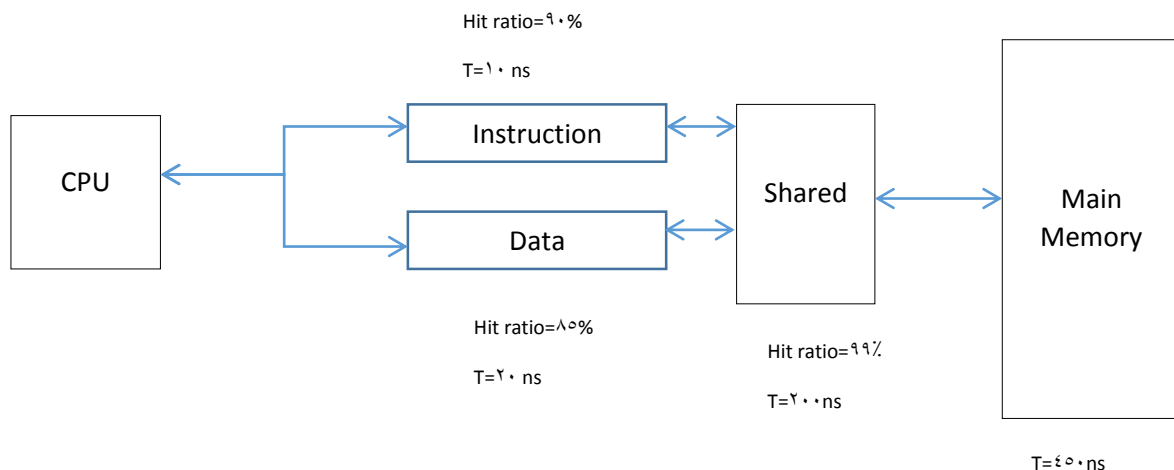 Hit ratio=٩٠%
T=١٠ ns
CPU
Instruction
Data
Shared
Main
Memory
Hit ratio=٨٥%
T=٢٠ ns
Hit ratio=٩٩٪
T=٢٠٠ns
T=٤٥٠ns